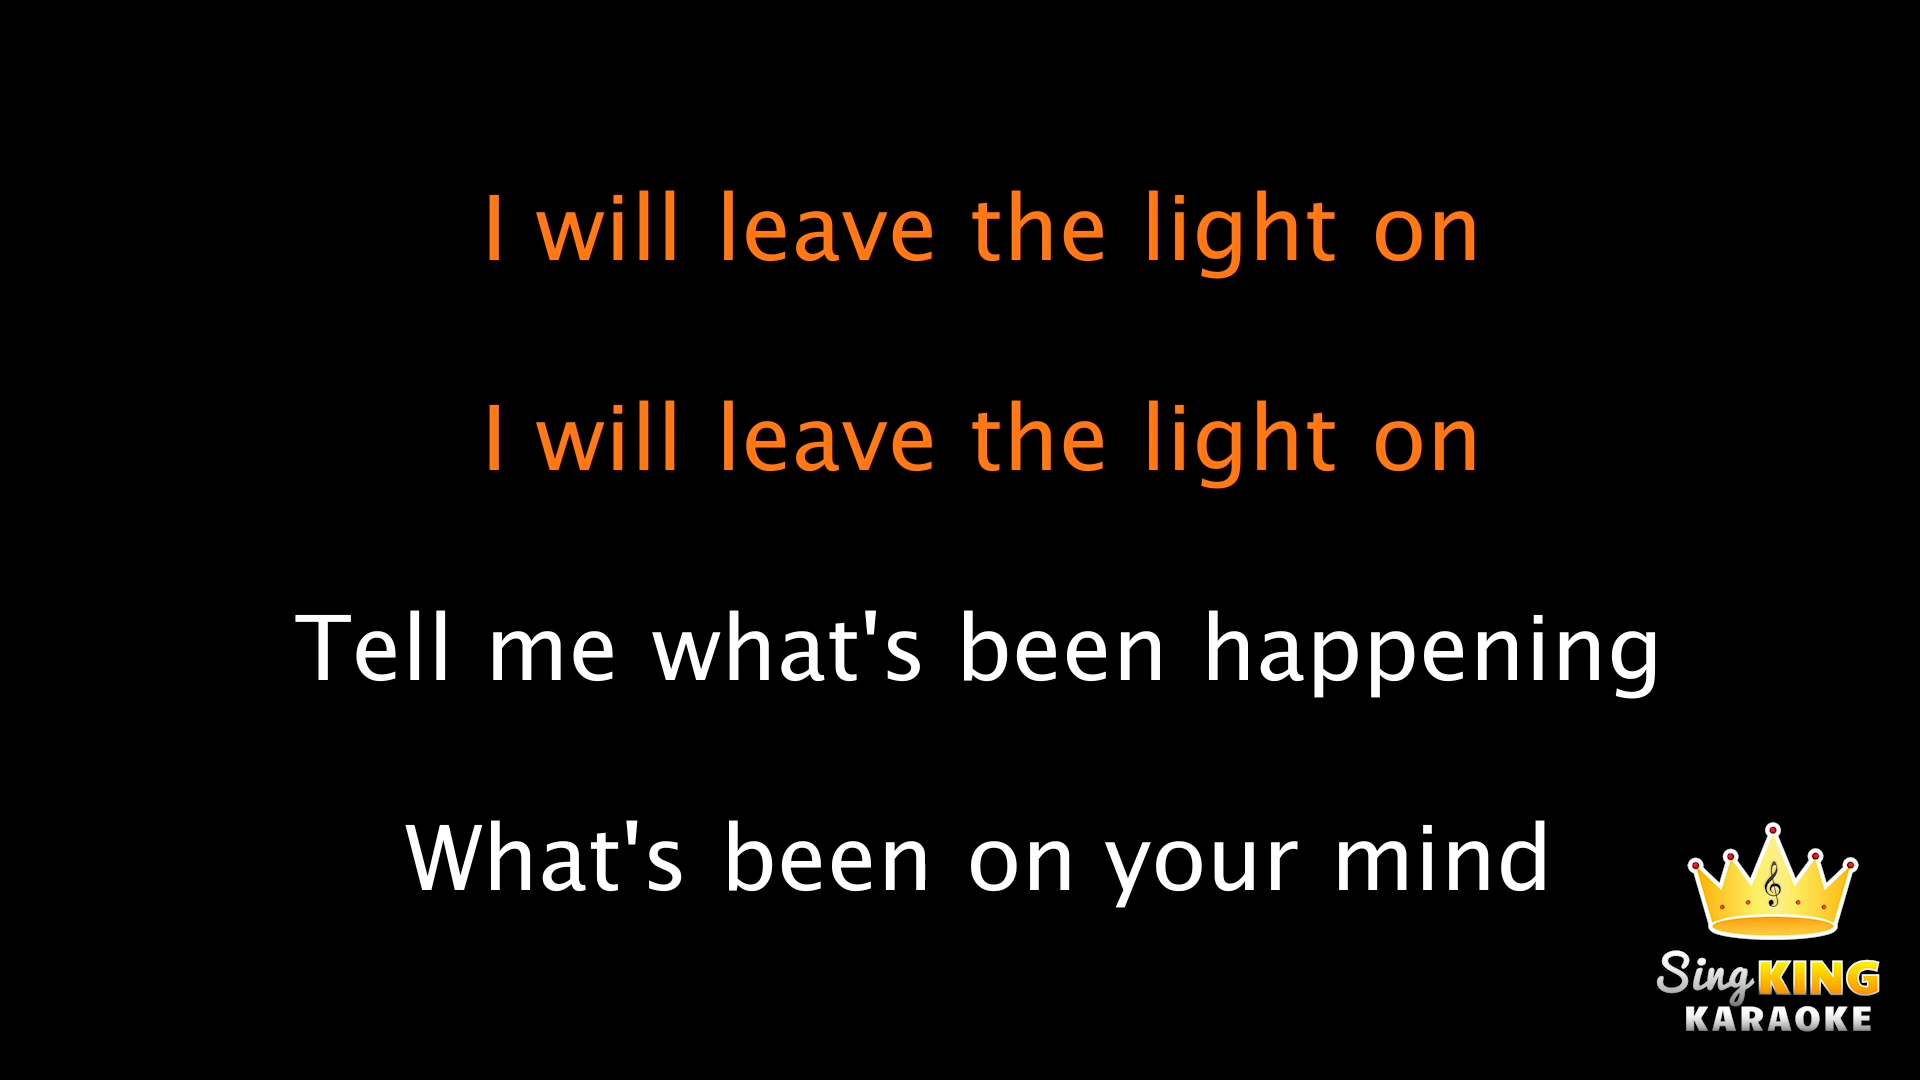 I will leave the light on
I will leave the light on
Tell me what's been happening
What's been on your mind
Sing KING
KARAOKE